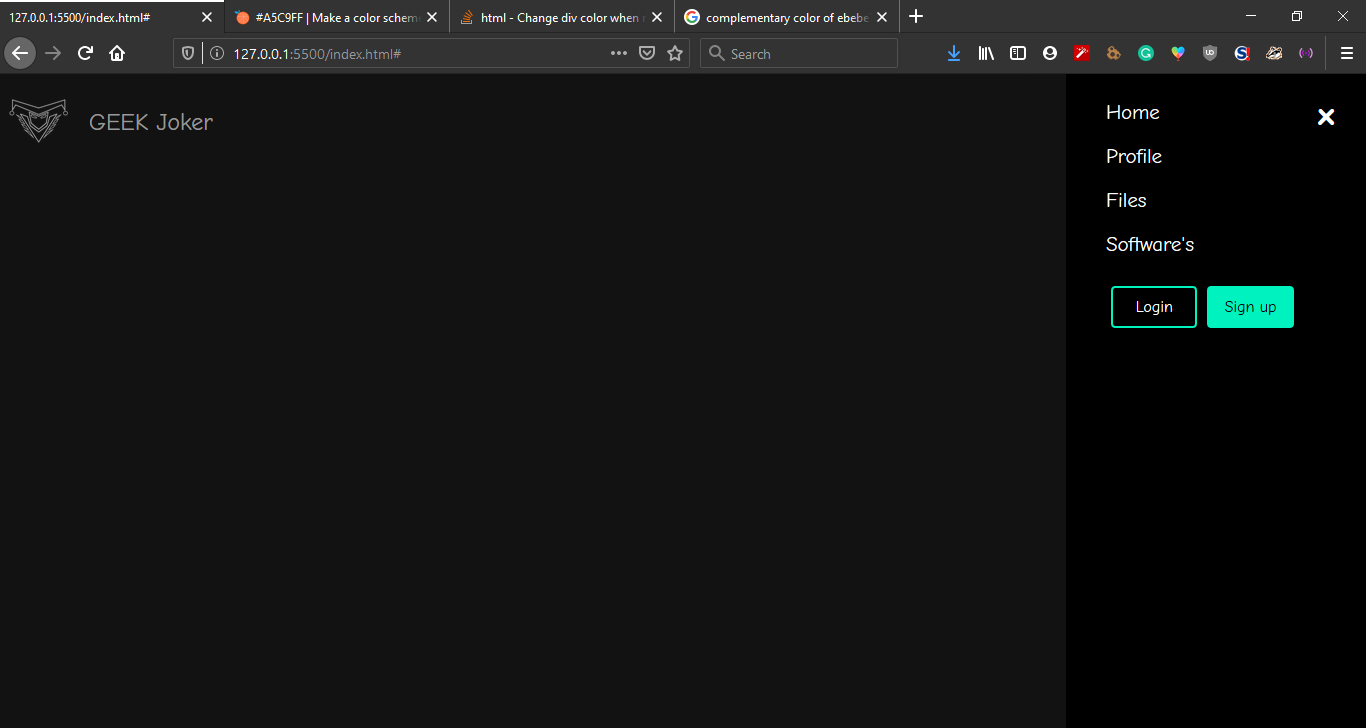 127.0.0.1:5500/index.html#
#A5C9FF | Make a color schem
html - Change div color when
complementary color of ebebe
127.0.0.1:5500/index.html#
Search
GEEK Joker
Home
Profile
Files
Software's
Login
Sign up